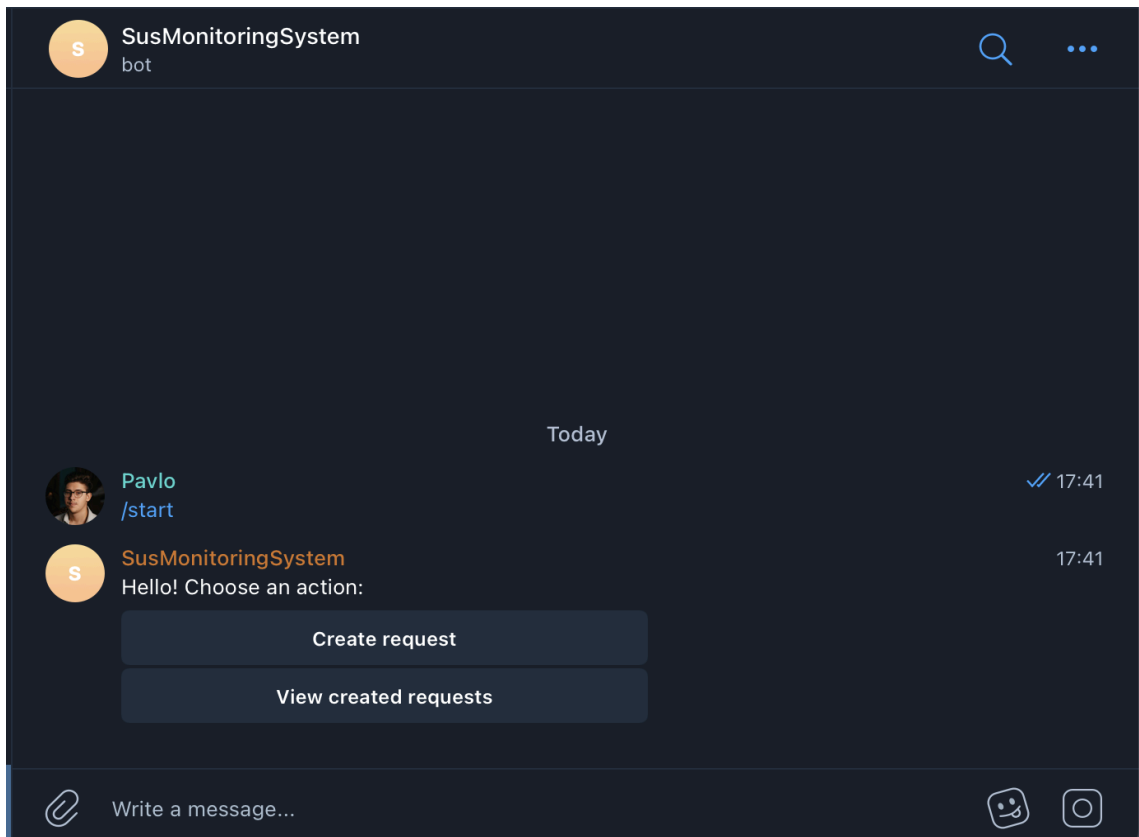 S
SusMonitoringSystem
bot
Today
Pavlo
17:41
/start
S
SusMonitoringSystem
17:41
Hello! Choose an action:
Create request
View created requests
Write a message...